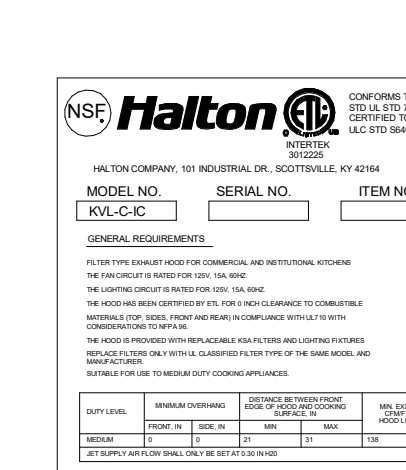 NSF. Halton ETL
C LISTED US
CONFORMS T
STD UL STD 7
CERTIFIED TO
ULC STD S64
INTERTEK
3012225
HALTON COMPANY, 101 INDUSTRIAL DR., SCOTTSVILLE, KY 42164
MODEL NO. SERIAL NO. ITEM NO
KVL-C-IC
GENERAL REQUIREMENTS
FILTER TYPE EXHAUST HOOD FOR COMMERCIAL AND INSTITUTIONAL KITCHENS
THE FAN CIRCUIT IS RATED FOR 125V, 15A, 60HZ.
THE LIGHTING CIRCUIT IS RATED FOR 125V, 15A, 60HZ.
THE HOOD HAS BEEN CERTIFIED BY ETL FOR 0 INCH CLEARANCE TO COMBUSTIBLE
MATERIALS (TOP, SIDES, FRONT AND REAR) IN COMPLIANCE WITH UL710 WITH
CONSIDERATIONS TO NFPA 96.
THE HOOD IS PROVIDED WITH REPLACEABLE KSA FILTERS AND LIGHTING FIXTURES
REPLACE FILTERS ONLY WITH UL CLASSIFIED FILTER TYPE OF THE SAME MODEL AND
MANUFACTURER.
SUITABLE FOR USE TO MEDIUM DUTY COOKING APPLIANCES.
DUTY LEVEL
MINIMUM OVERHANG
DISTANCE BETWEEN FRONT
EDGE OF HOOD AND COOKING
SURFACE, IN
MIN. EX
CFM/F
HOOD LI
FRONT, IN SIDE, IN MIN MAX
MEDIUM 0 0 21 31 138
JET SUPPLY AIR FLOW SHALL ONLY BE SET AT 0.30 IN H20